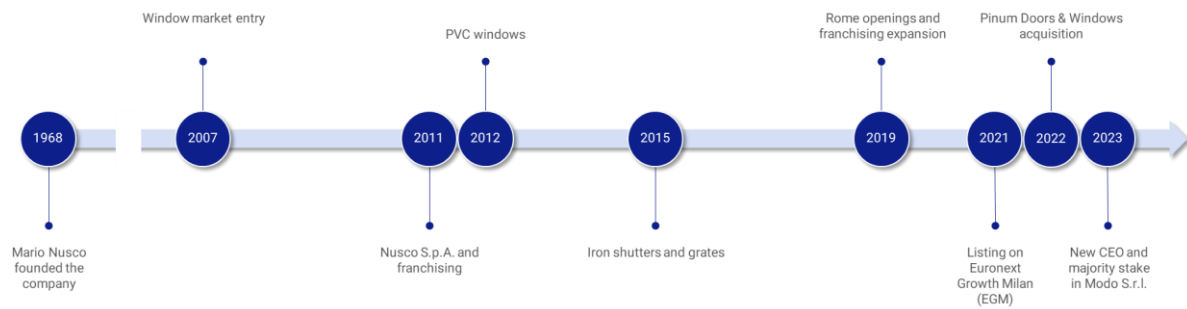 Window market entry
PVC windows
Rome openings and
franchising expansion
Pinum Doors & Windows
acquisition
1968
2007
2011
2012
2015
2019
2021
2022
2023
Mario Nusco
founded the
company
Nusco S.p.A. and
franchising
Iron shutters and grates
Listing on
Euronext
Growth Milan
(EGM)
New CEO and
majority stake
in Modo S.r.l.